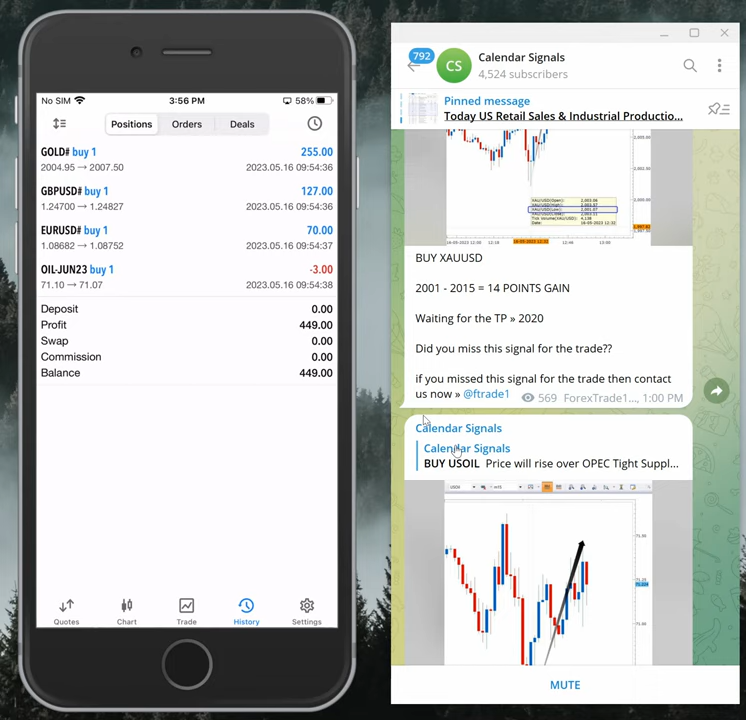 No SIM
3:56 PM
58%
Positions
Orders
Deals
GOLD# buy 1
255.00
2004.95 → 2007.50
2023.05.16 09:54:36
GBPUSD# buy 1
127.00
1.24700 → 1.24827
2023.05.16 09:54:36
EURUSD# buy 1
70.00
1.08682 → 1.08752
2023.05.16 09:54:37
OIL-JUN23 buy 1
-3.00
71.10 → 71.07
2023.05.16 09:54:38
Deposit
0.00
Profit
449.00
Swap
0.00
Commission
0.00
Balance
449.00
Quotes
Chart
Trade
History
Settings
792
CS
Calendar Signals
4,524 subscribers
Pinned message
Today US Retail Sales & Industrial Productio...
BUY XAUUSD
2001 - 2015 = 14 POINTS GAIN
Waiting for the TP » 2020
Did you miss this signal for the trade??
if you missed this signal for the trade then contact
us now » @ftrade1
569 ForexTrade1..., 1:00 PM
Calendar Signals
Calendar Signals
BUY USOIL Price will rise over OPEC Tight Suppl...
MUTE